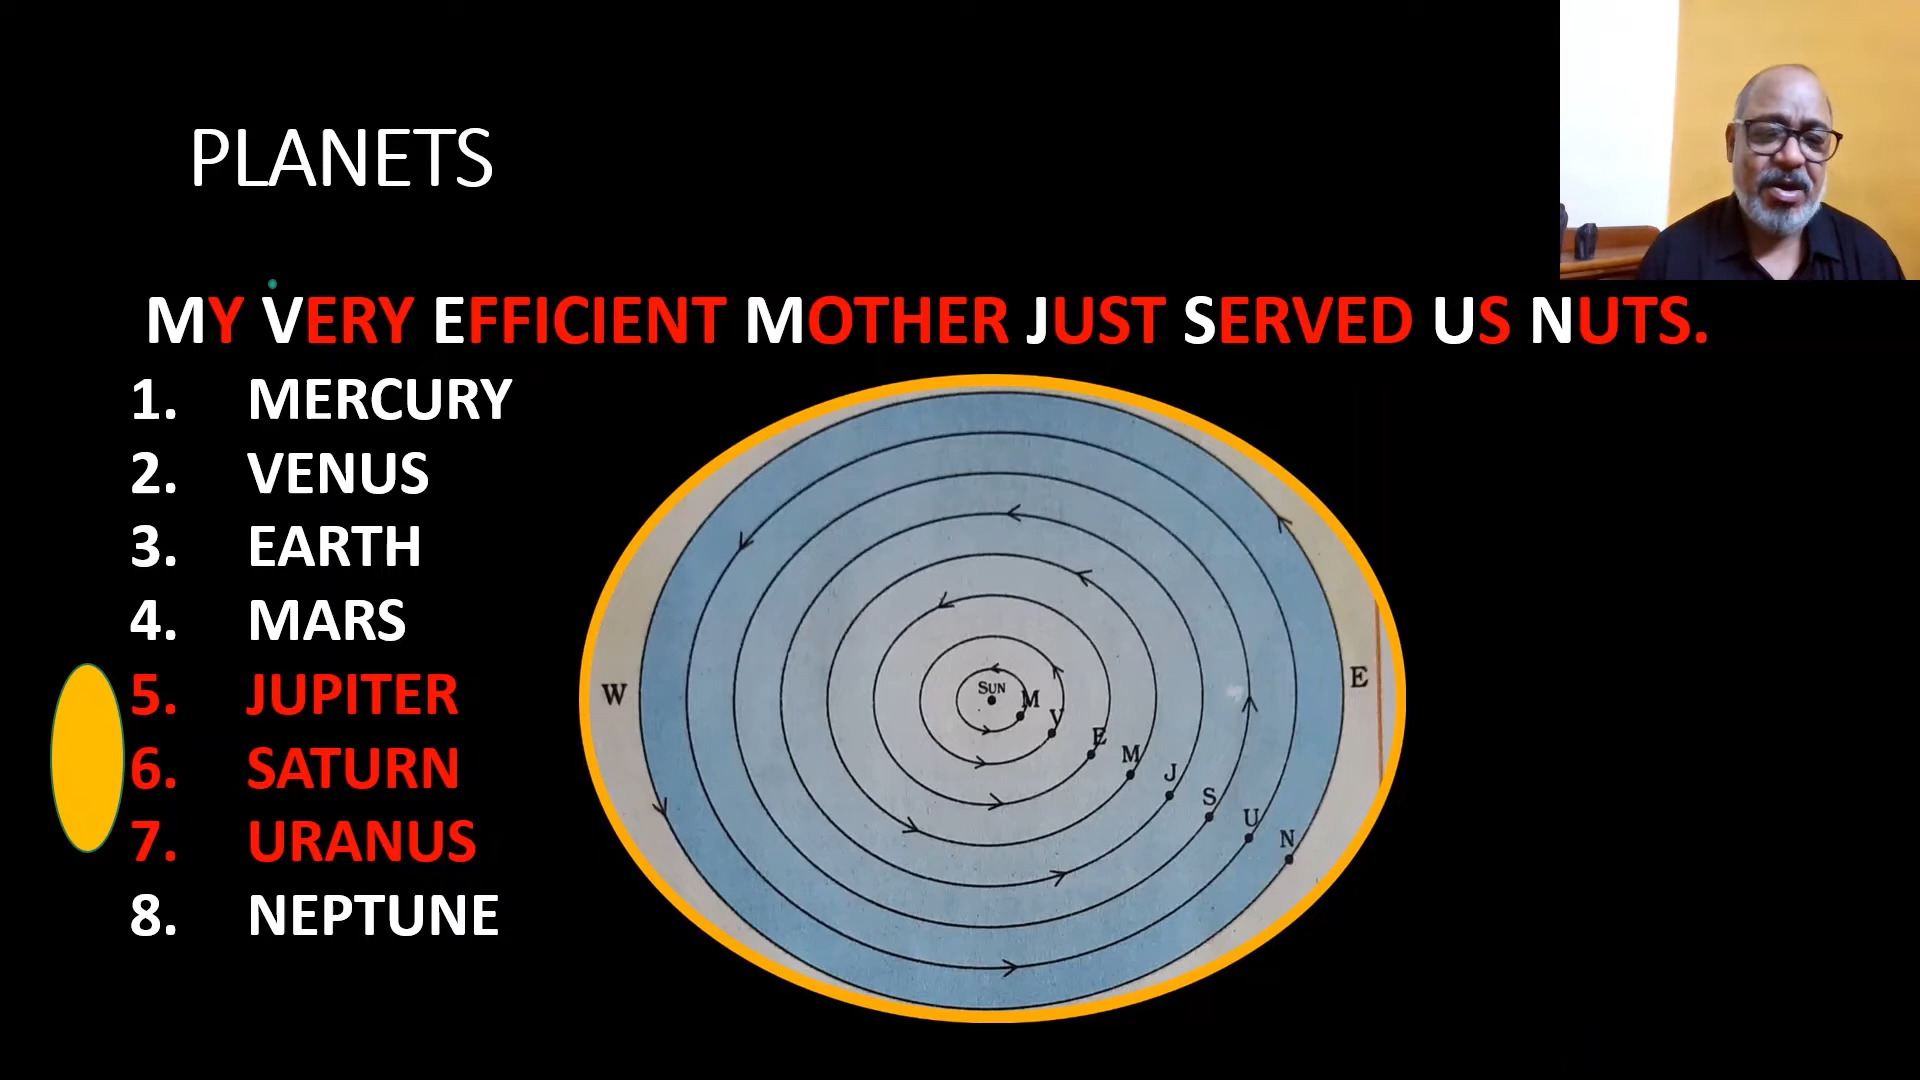 PLANETS
MY VERY EFFICIENT MOTHER JUST SERVED US NUTS.
1. MERCURY
2. VENUS
3. EARTH
4. MARS
5. JUPITER
6. SATURN
7. URANUS
8. NEPTUNE
W
E
SUN
M
V
E
M
J
S
U
N